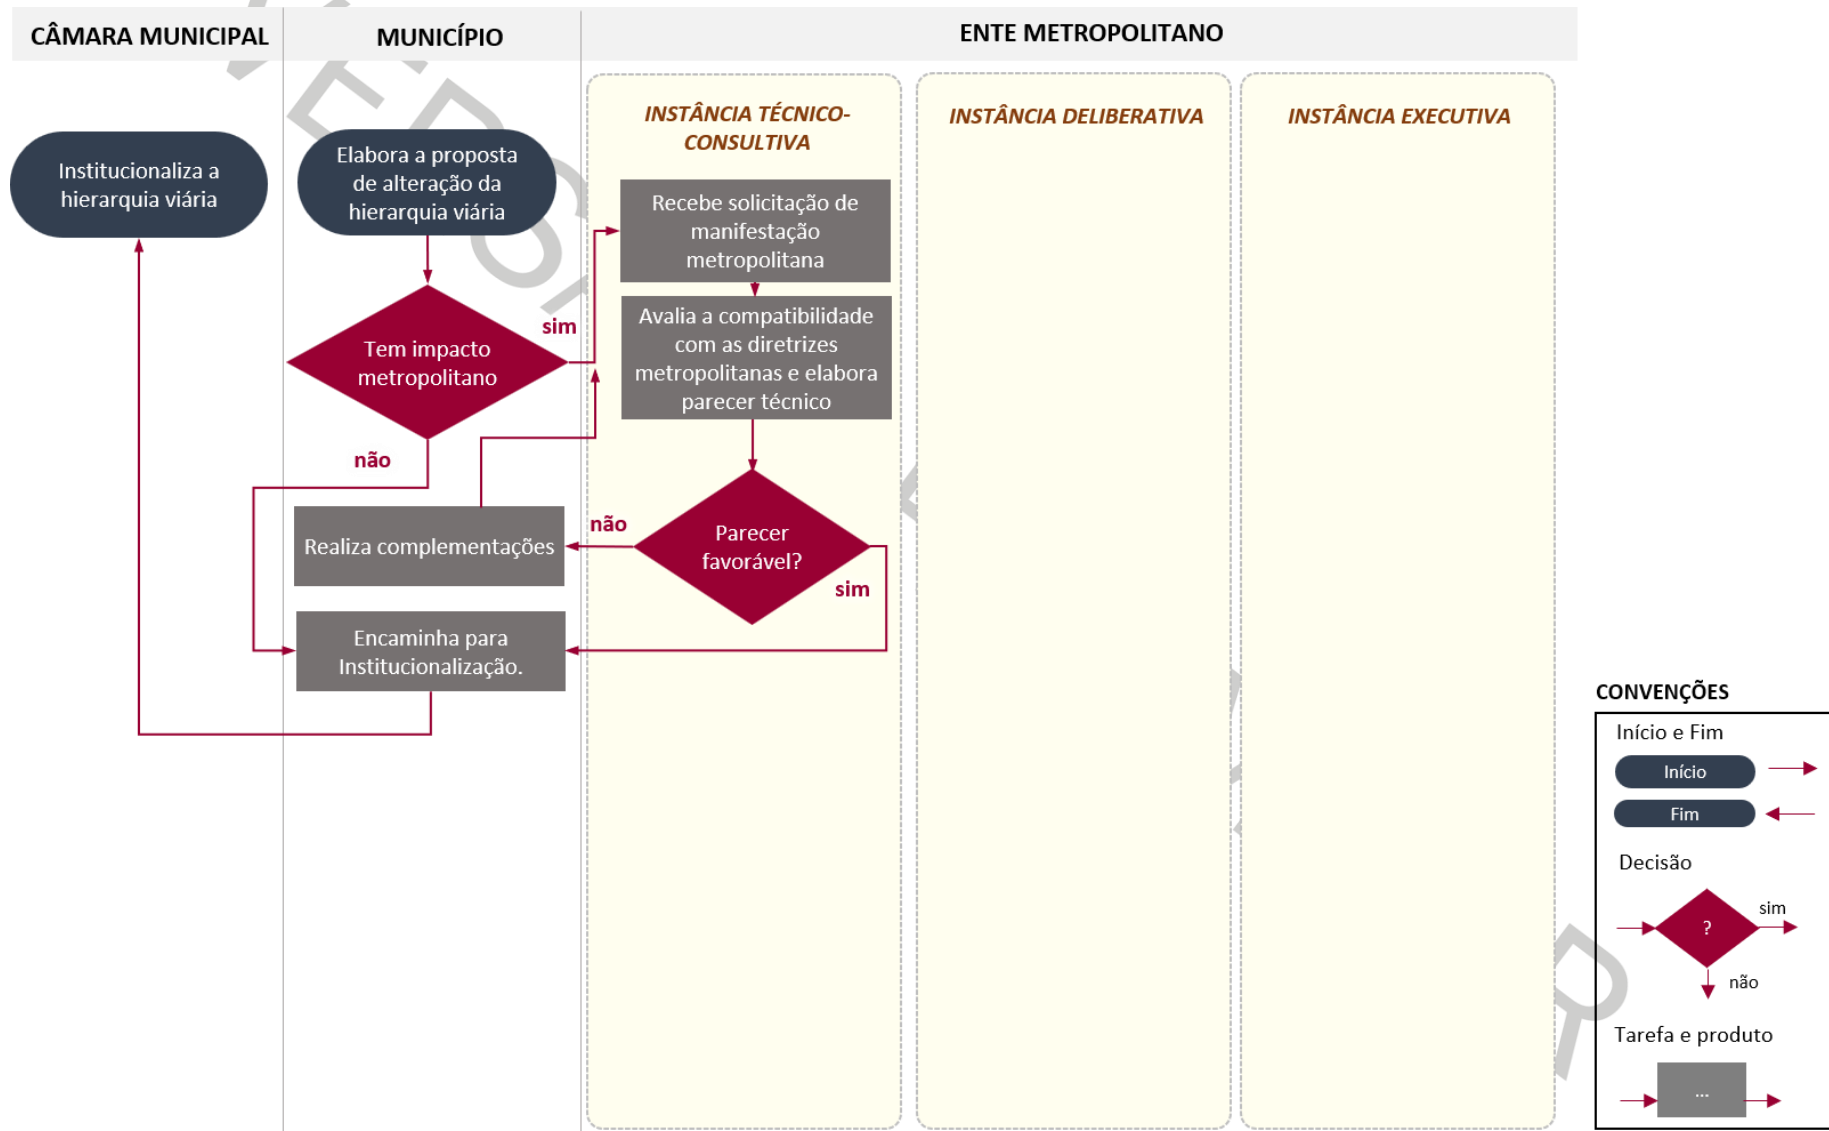 CÂMARA MUNICIPAL
MUNICÍPIO
ENTE METROPOLITANO
INSTÂNCIA TÉCNICO-
CONSULTIVA
INSTÂNCIA DELIBERATIVA
INSTÂNCIA EXECUTIVA
Institucionaliza a
hierarquia viária
Elabora a proposta
de alteração da
hierarquia viária
Recebe solicitação de
manifestação
metropolitana
sim
Tem impacto
metropolitano
Avalia a compatibilidade
com as diretrizes
metropolitanas e elabora
parecer técnico
não
Realiza complementações
não
Parecer
favorável?
sim
Encaminha para
Institucionalização.
CONVENÇÕES
Início e Fim
Início
Fim
Decisão
?
sim
não
Tarefa e produto
...